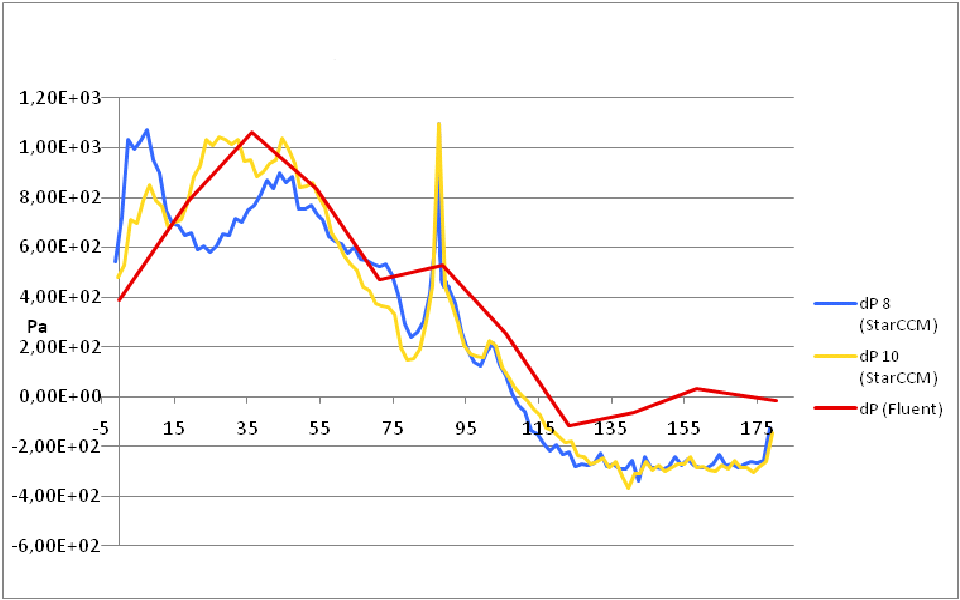 1,20E+03
1,00E+03
8,00E+02
6,00E+02
4,00E+02
Pa
2,00E+02
0,00E+00
-5 15 35 55 75 95 115 135 155 175
-2,00E+02
-4,00E+02
-6,00E+02
dP 8
(StarCCM)
dP 10
(StarCCM)
dP (Fluent)